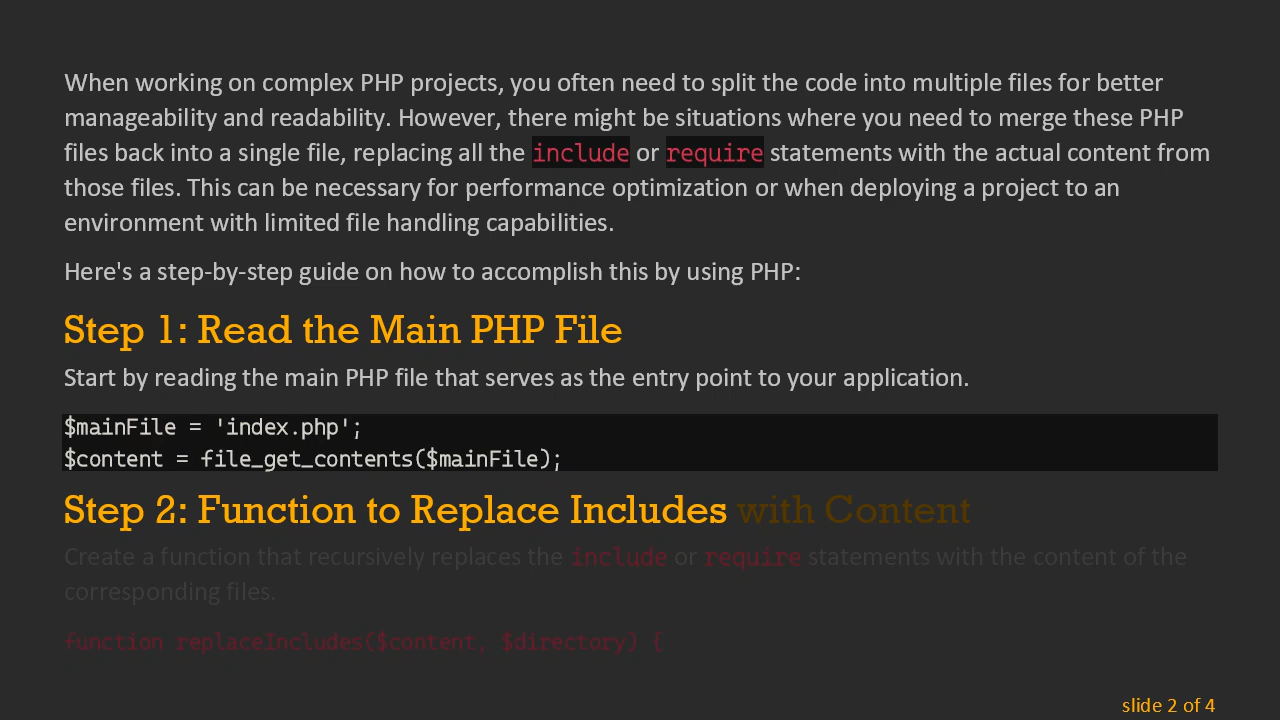 When working on complex PHP projects, you often need to split the code into multiple files for better
manageability and readability. However, there might be situations where you need to merge these PHP
files back into a single file, replacing all the include or require statements with the actual content from
those files. This can be necessary for performance optimization or when deploying a project to an
environment with limited file handling capabilities.
Here's a step-by-step guide on how to accomplish this by using PHP:
Step 1: Read the Main PHP File
Start by reading the main PHP file that serves as the entry point to your application.
$mainFile = 'index.php';
$content = file_get_contents($mainFile);
Step 2: Function to Replace Includes with Content
Create a function that recursively replaces the include or require statements with the content of the
corresponding files.
function replaceIncludes($content, $directory) {
slide 2 of 4